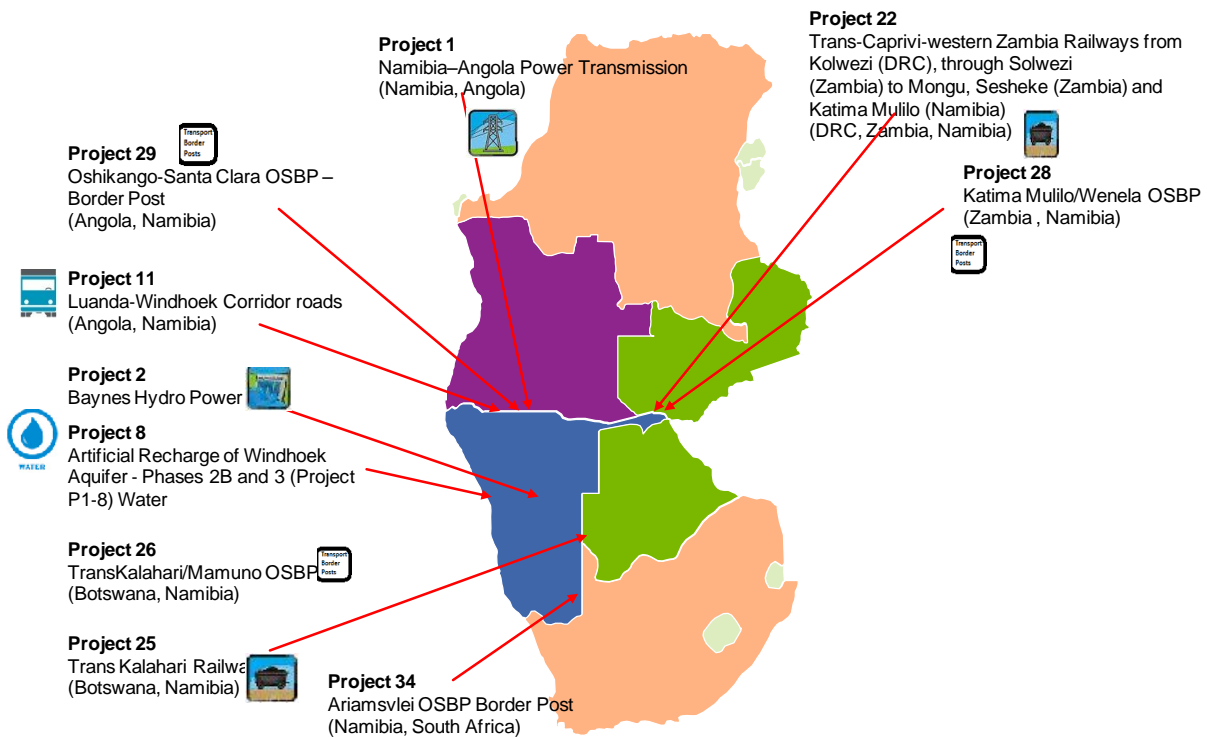 Project 1
Namibia–Angola Power Transmission
(Namibia, Angola)
Project 22
Trans-Caprivi-western Zambia Railways from
Kolwezi (DRC), through Solwezi
(Zambia) to Mongu, Sesheke (Zambia) and
Katima Mulilo (Namibia)
(DRC, Zambia, Namibia)
Transport
Border
Posts
Project 29
Oshikango-Santa Clara OSBP –
Border Post
(Angola, Namibia)
Project 28
Katima Mulilo/Wenela OSBP
(Zambia , Namibia)
Transport
Border
Posts
Project 11
Luanda-Windhoek Corridor roads
(Angola, Namibia)
Project 2
Baynes Hydro Power
WATER
Project 8
Artificial Recharge of Windhoek
Aquifer - Phases 2B and 3 (Project
P1-8) Water
Project 26
TransKalahari/Mamuno OSBP
(Botswana, Namibia)
Transport
Border
Posts
Project 25
Trans Kalahari Railwa
(Botswana, Namibia)
Project 34
Ariamsvlei OSBP Border Post
(Namibia, South Africa)